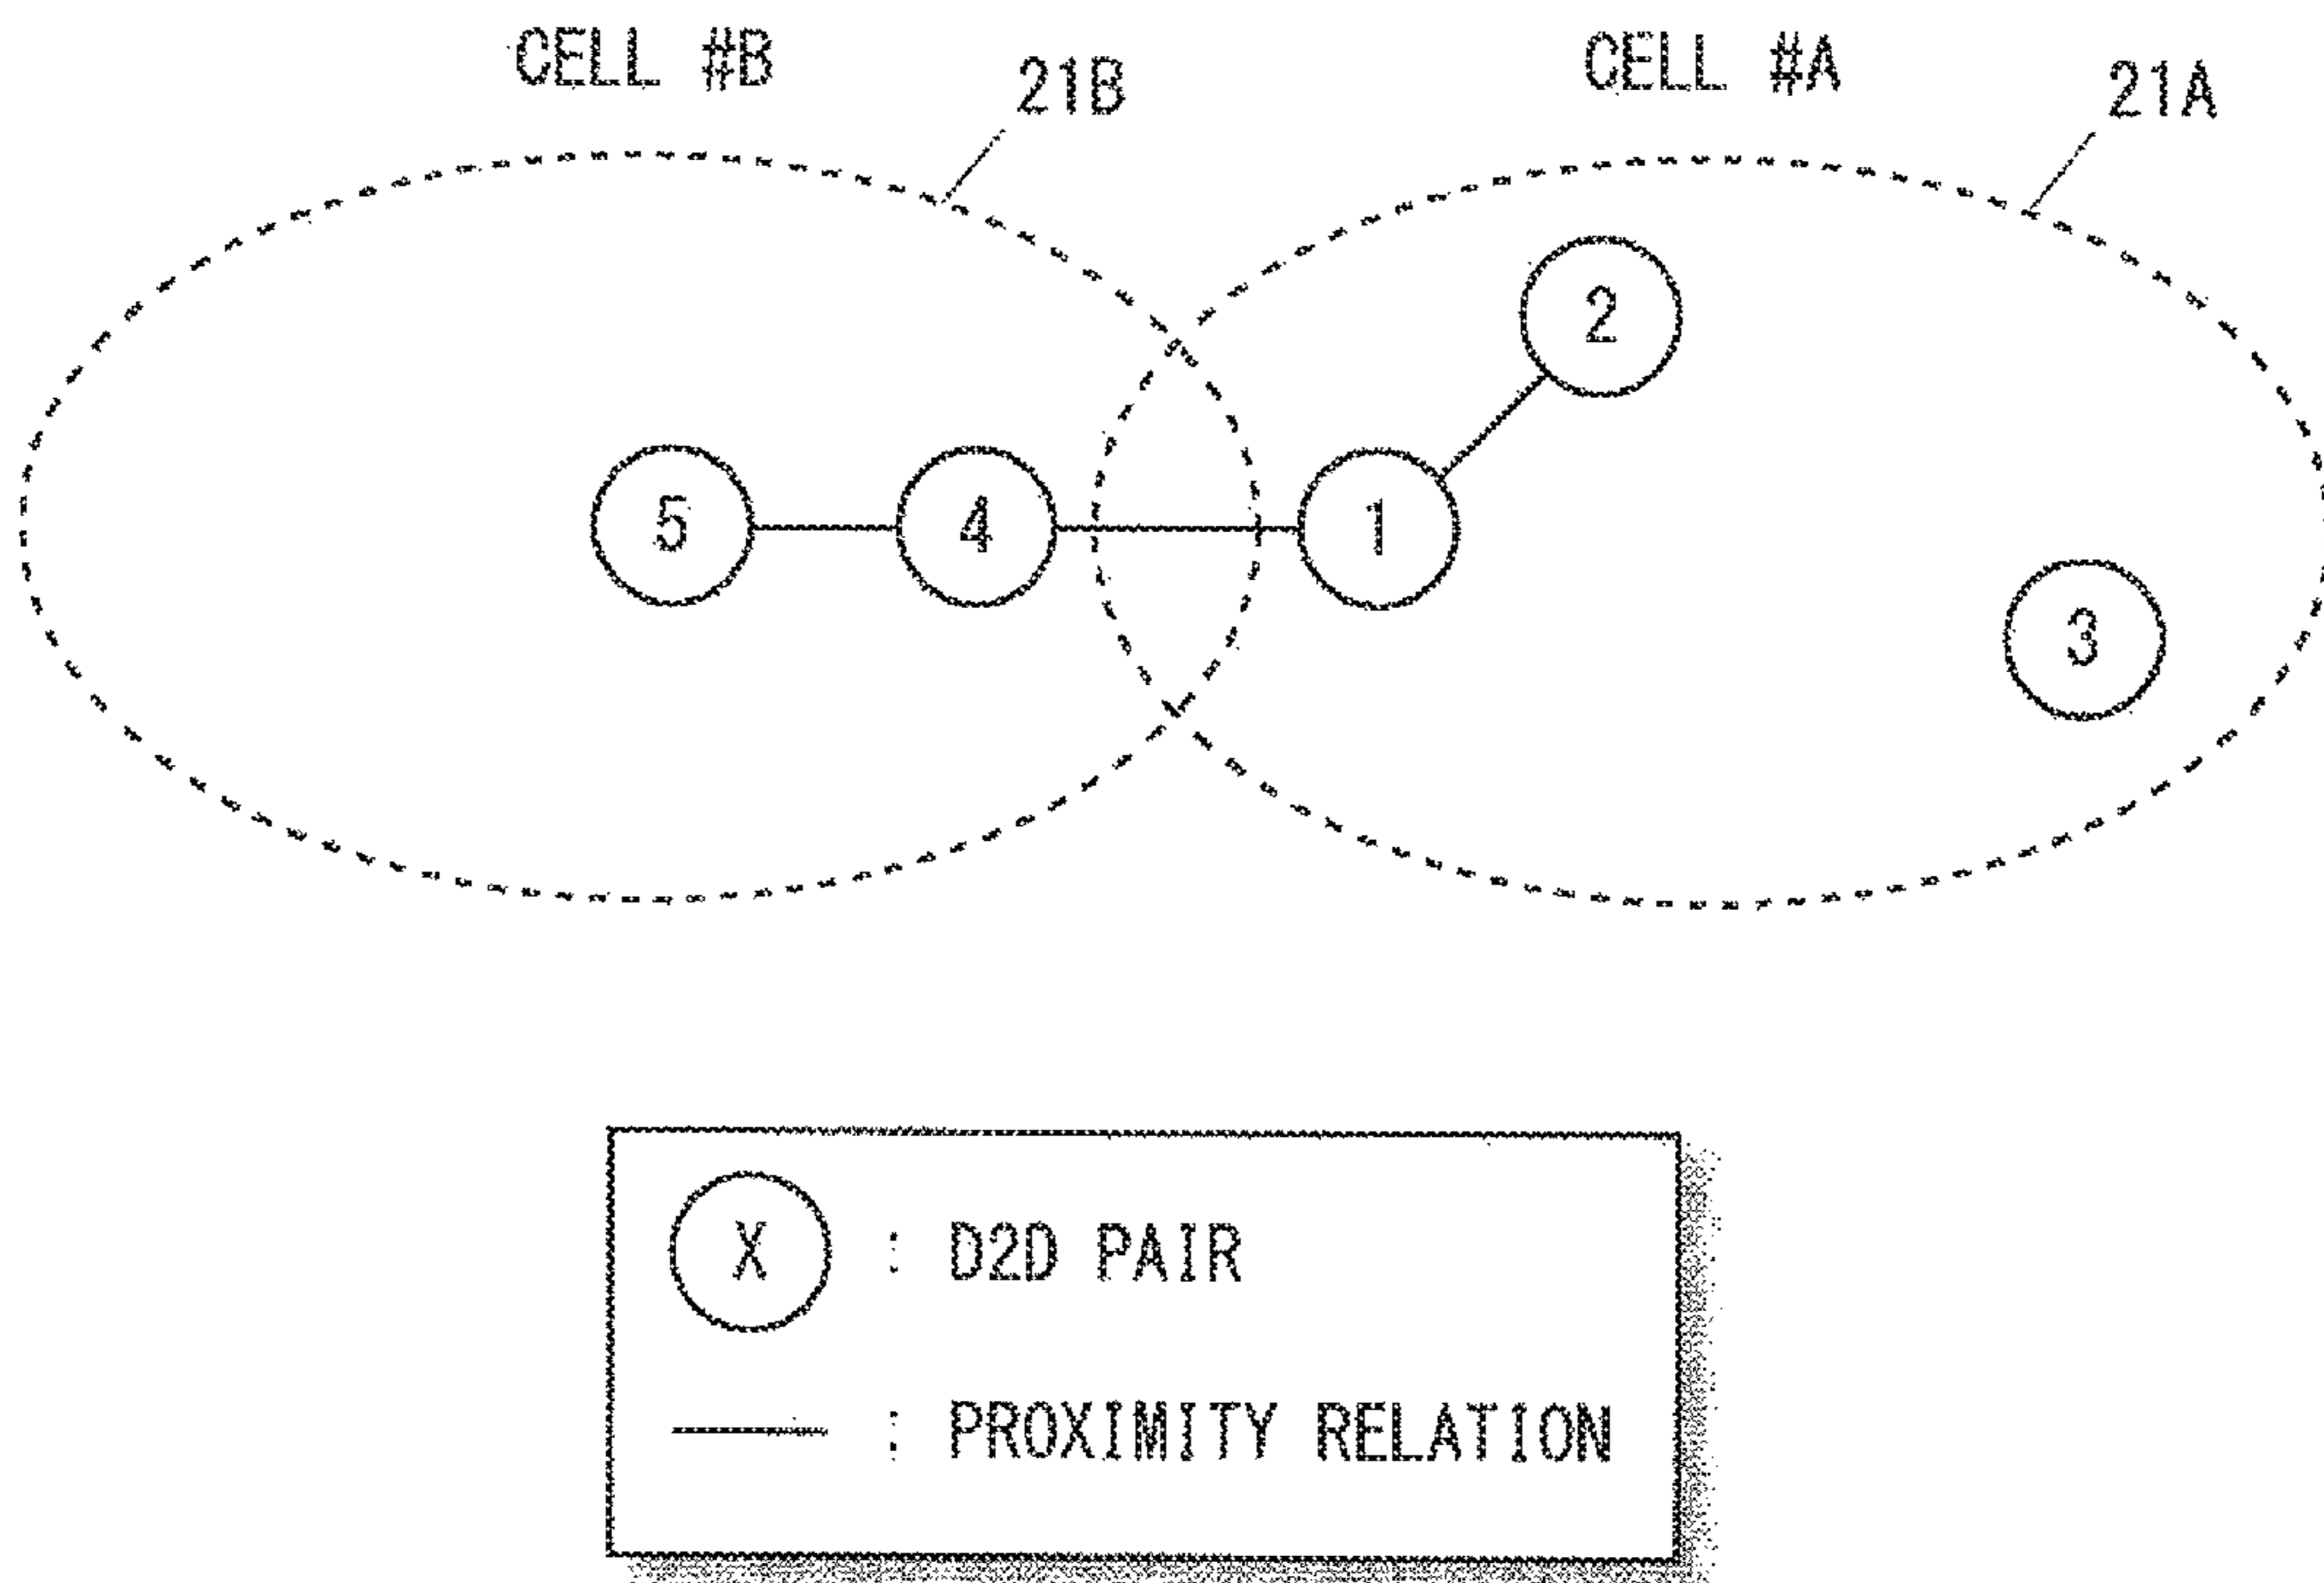 CELL #B
CELL #A
21B
21A
2
5
4
1
3
X : D2D PAIR
: PROXIMITY RELATION